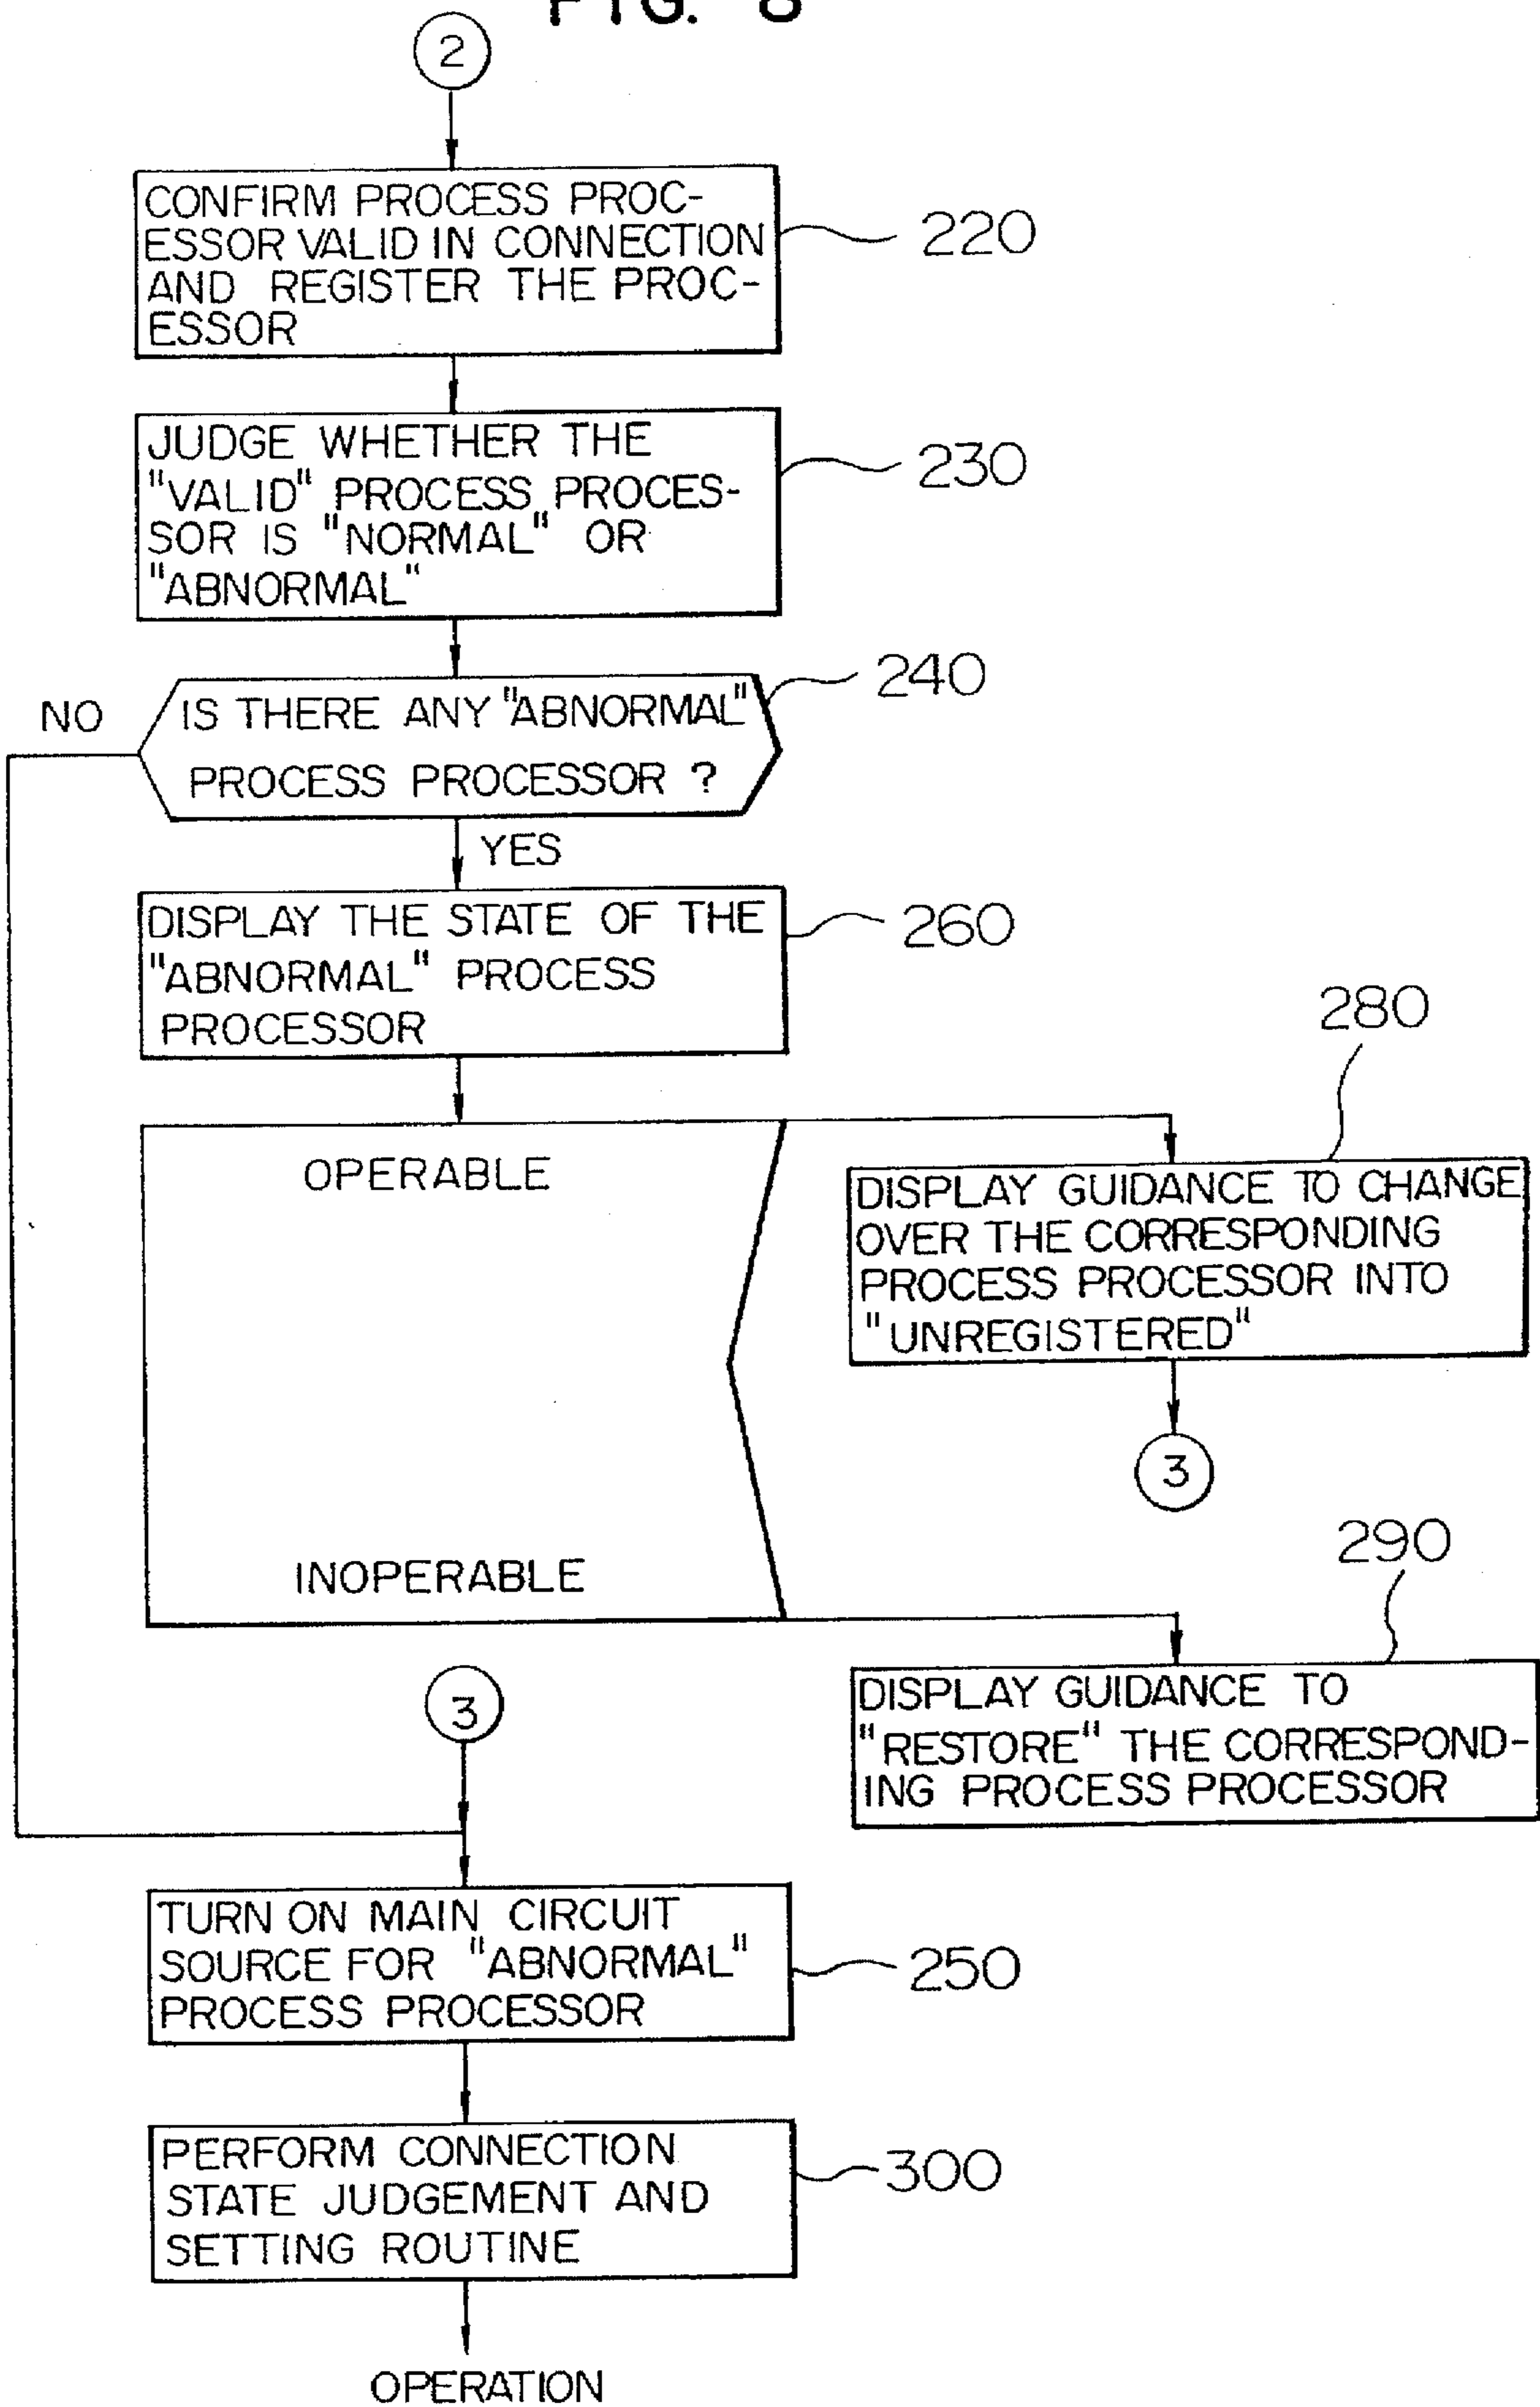 FIG. 8
2
CONFIRM PROCESS PROC-
ESSOR VALID IN CONNECTION
AND REGISTER THE PROC-
ESSOR
220
JUDGE WHETHER THE
"VALID" PROCESS PROCES-
SOR IS "NORMAL" OR
"ABNORMAL"
230
NO
IS THERE ANY "ABNORMAL"
PROCESS PROCESSOR ?
240
YES
DISPLAY THE STATE OF THE
"ABNORMAL" PROCESS
PROCESSOR
260
OPERABLE
280
DISPLAY GUIDANCE TO CHANGE
OVER THE CORRESPONDING
PROCESS PROCESSOR INTO
"UNREGISTERED"
3
INOPERABLE
290
DISPLAY GUIDANCE TO
"RESTORE" THE CORRESPOND-
ING PROCESS PROCESSOR
3
TURN ON MAIN CIRCUIT
SOURCE FOR "ABNORMAL"
PROCESS PROCESSOR
250
PERFORM CONNECTION
STATE JUDGEMENT AND
SETTING ROUTINE
300
OPERATION